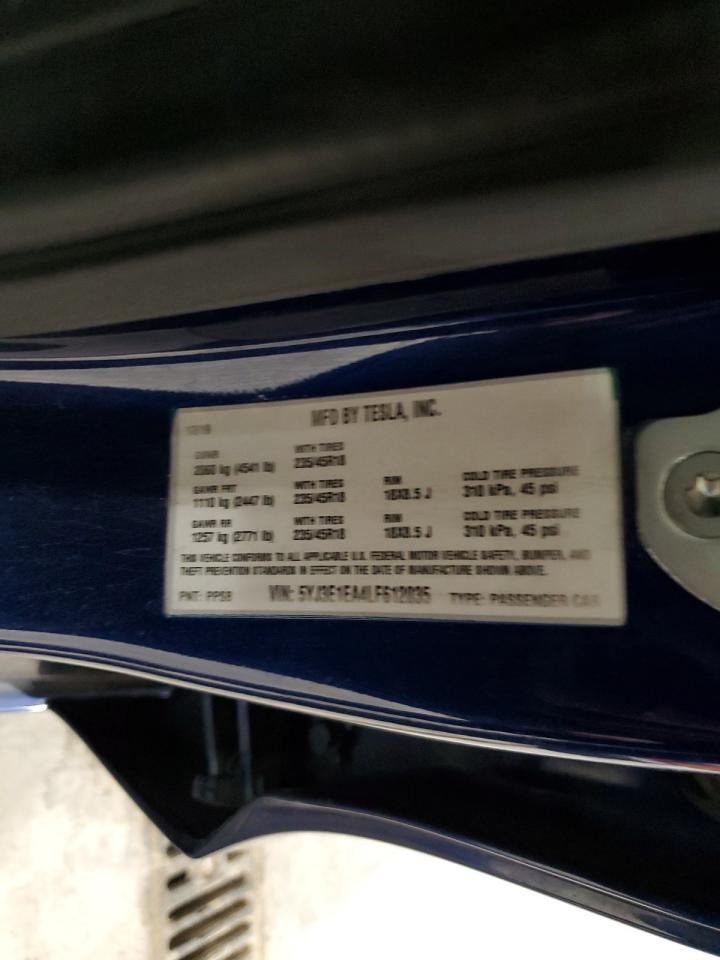 MFD BY TESLA, INC.
GVWR WITH TIRES
2060 kg (4541 lb) 235/45R18
GAWR FRT WITH TIRES RIM COLD TIRE PRESSURE
1110 kg (2447 lb) 235/45R18 18X8.5 J 310 kPa, 45 psi
GAWR RR WITH TIRES RIM COLD TIRE PRESSURE
1257 kg (2771 lb) 235/45R18 18X8.5 J 310 kPa, 45 psi
THIS VEHICLE CONFORMS TO ALL APPLICABLE U.S. FEDERAL MOTOR VEHICLE SAFETY, BUMPER, AND
THEFT PREVENTION STANDARDS IN EFFECT ON THE DATE OF MANUFACTURE SHOWN ABOVE.
PNT: PPSB VIN: 5YJ3E1EA4LF612035 TYPE: PASSENGER CAR